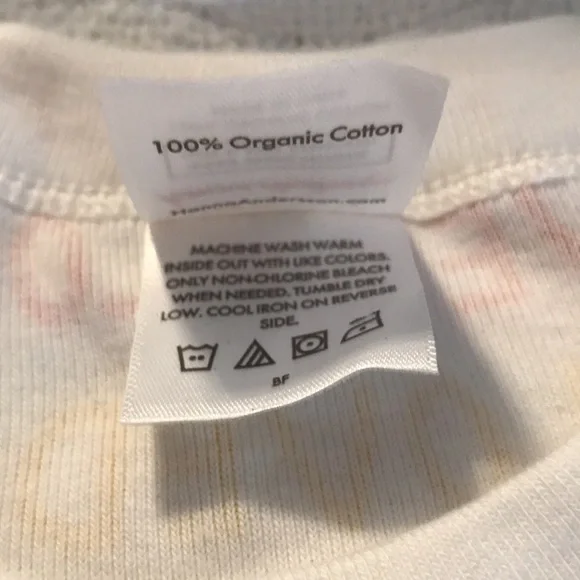 100% Organic Cotton
HannaAndersson.com
MACHINE WASH WARM
INSIDE OUT WITH LIKE COLORS.
ONLY NON-CHLORINE BLEACH
WHEN NEEDED. TUMBLE DRY
LOW. COOL IRON ON REVERSE
SIDE.
BF